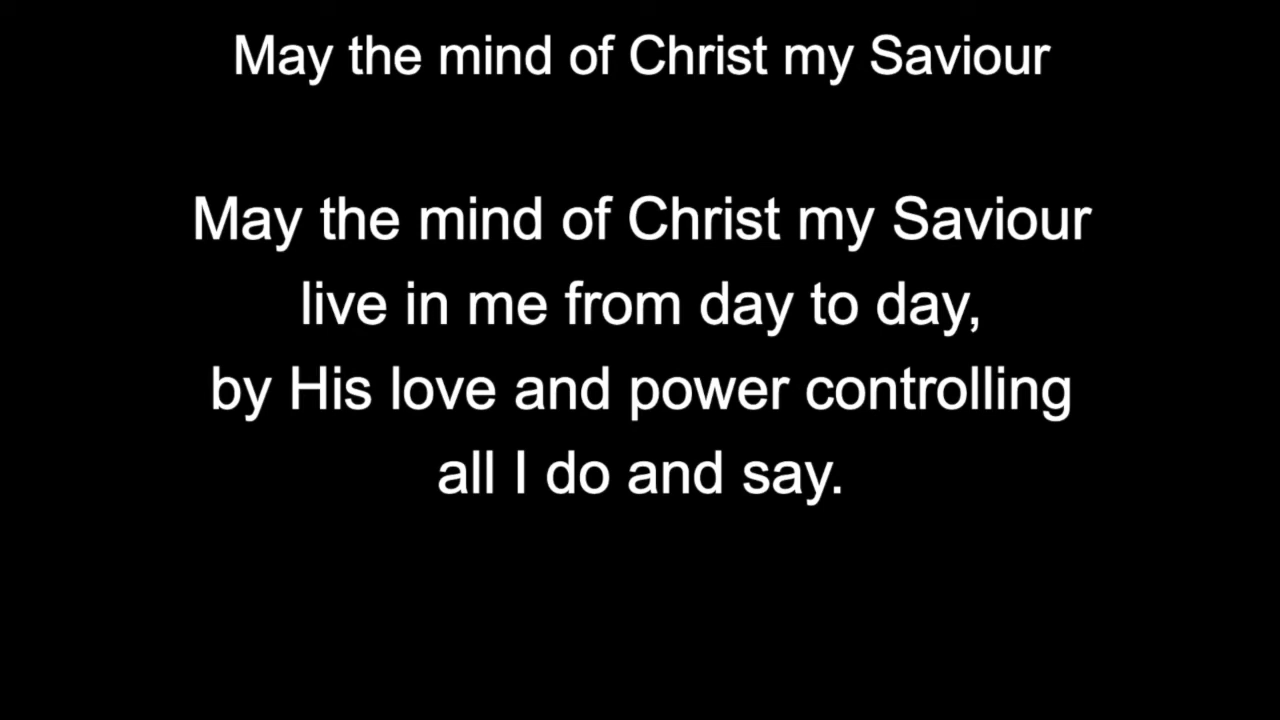 May the mind of Christ my Saviour
May the mind of Christ my Saviour
live in me from day to day,
by His love and power controlling
all I do and say.